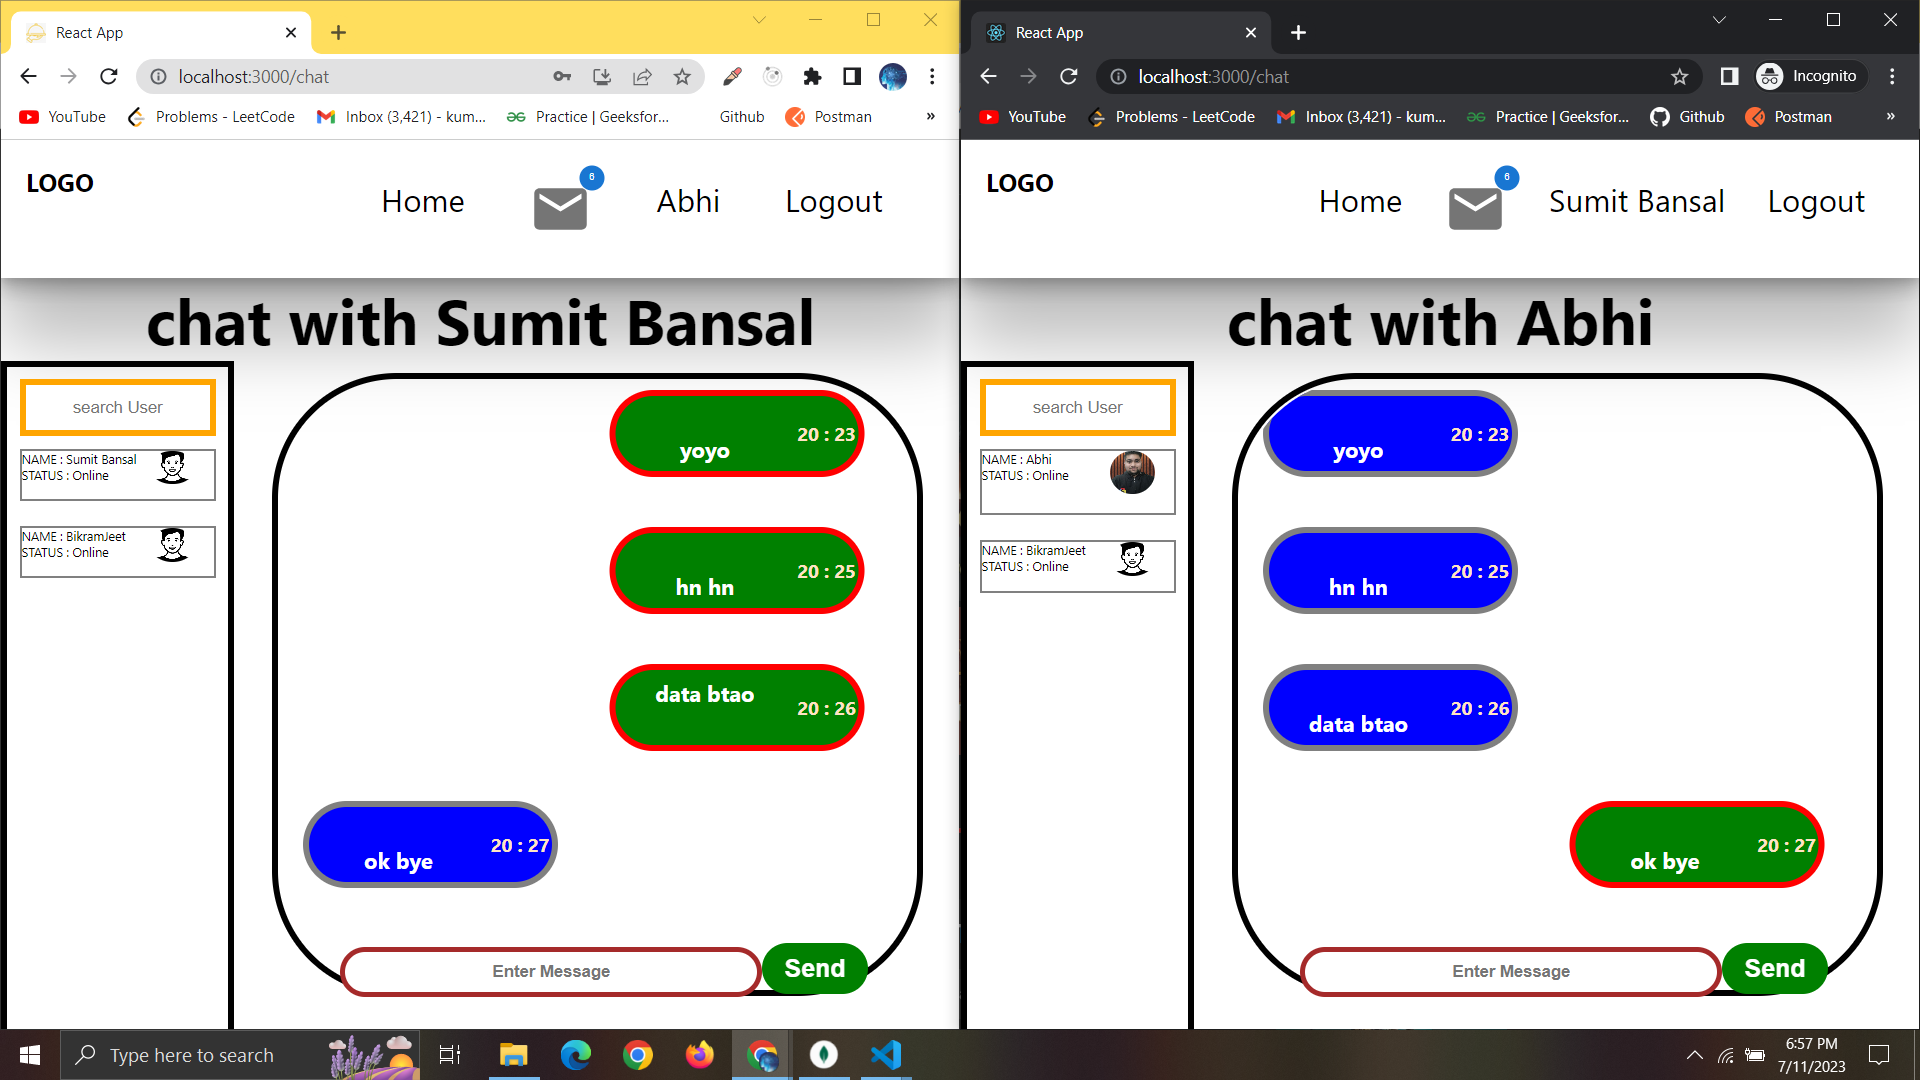 React App
localhost:3000/chat
YouTube Problems - LeetCode Inbox (3,421) - kum... Practice | Geeksfor... Github Postman »
LOGO
Home 6 Abhi Logout
chat with Sumit Bansal
search User
NAME : Sumit Bansal
STATUS : Online
NAME : BikramJeet
STATUS : Online
20 : 23
yoyo
20 : 25
hn hn
data btao
20 : 26
20 : 27
ok bye
Enter Message Send
React App
localhost:3000/chat Incognito
YouTube Problems - LeetCode Inbox (3,421) - kum... Practice | Geeksfor... Github Postman »
LOGO
Home 6 Sumit Bansal Logout
chat with Abhi
search User
NAME : Abhi
STATUS : Online
NAME : BikramJeet
STATUS : Online
20 : 23
yoyo
20 : 25
hn hn
20 : 26
data btao
20 : 27
ok bye
Enter Message Send
Type here to search
6:57 PM
7/11/2023